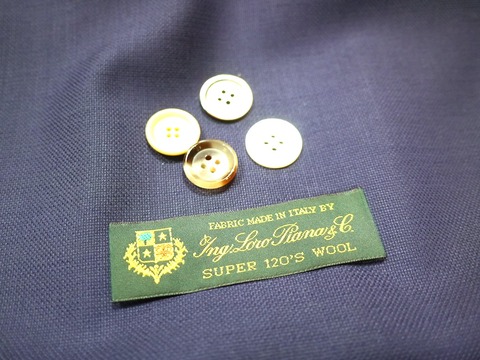 FABRIC MADE IN ITALY BY
Ing. Loro Piana & C.
SUPER 120'S WOOL